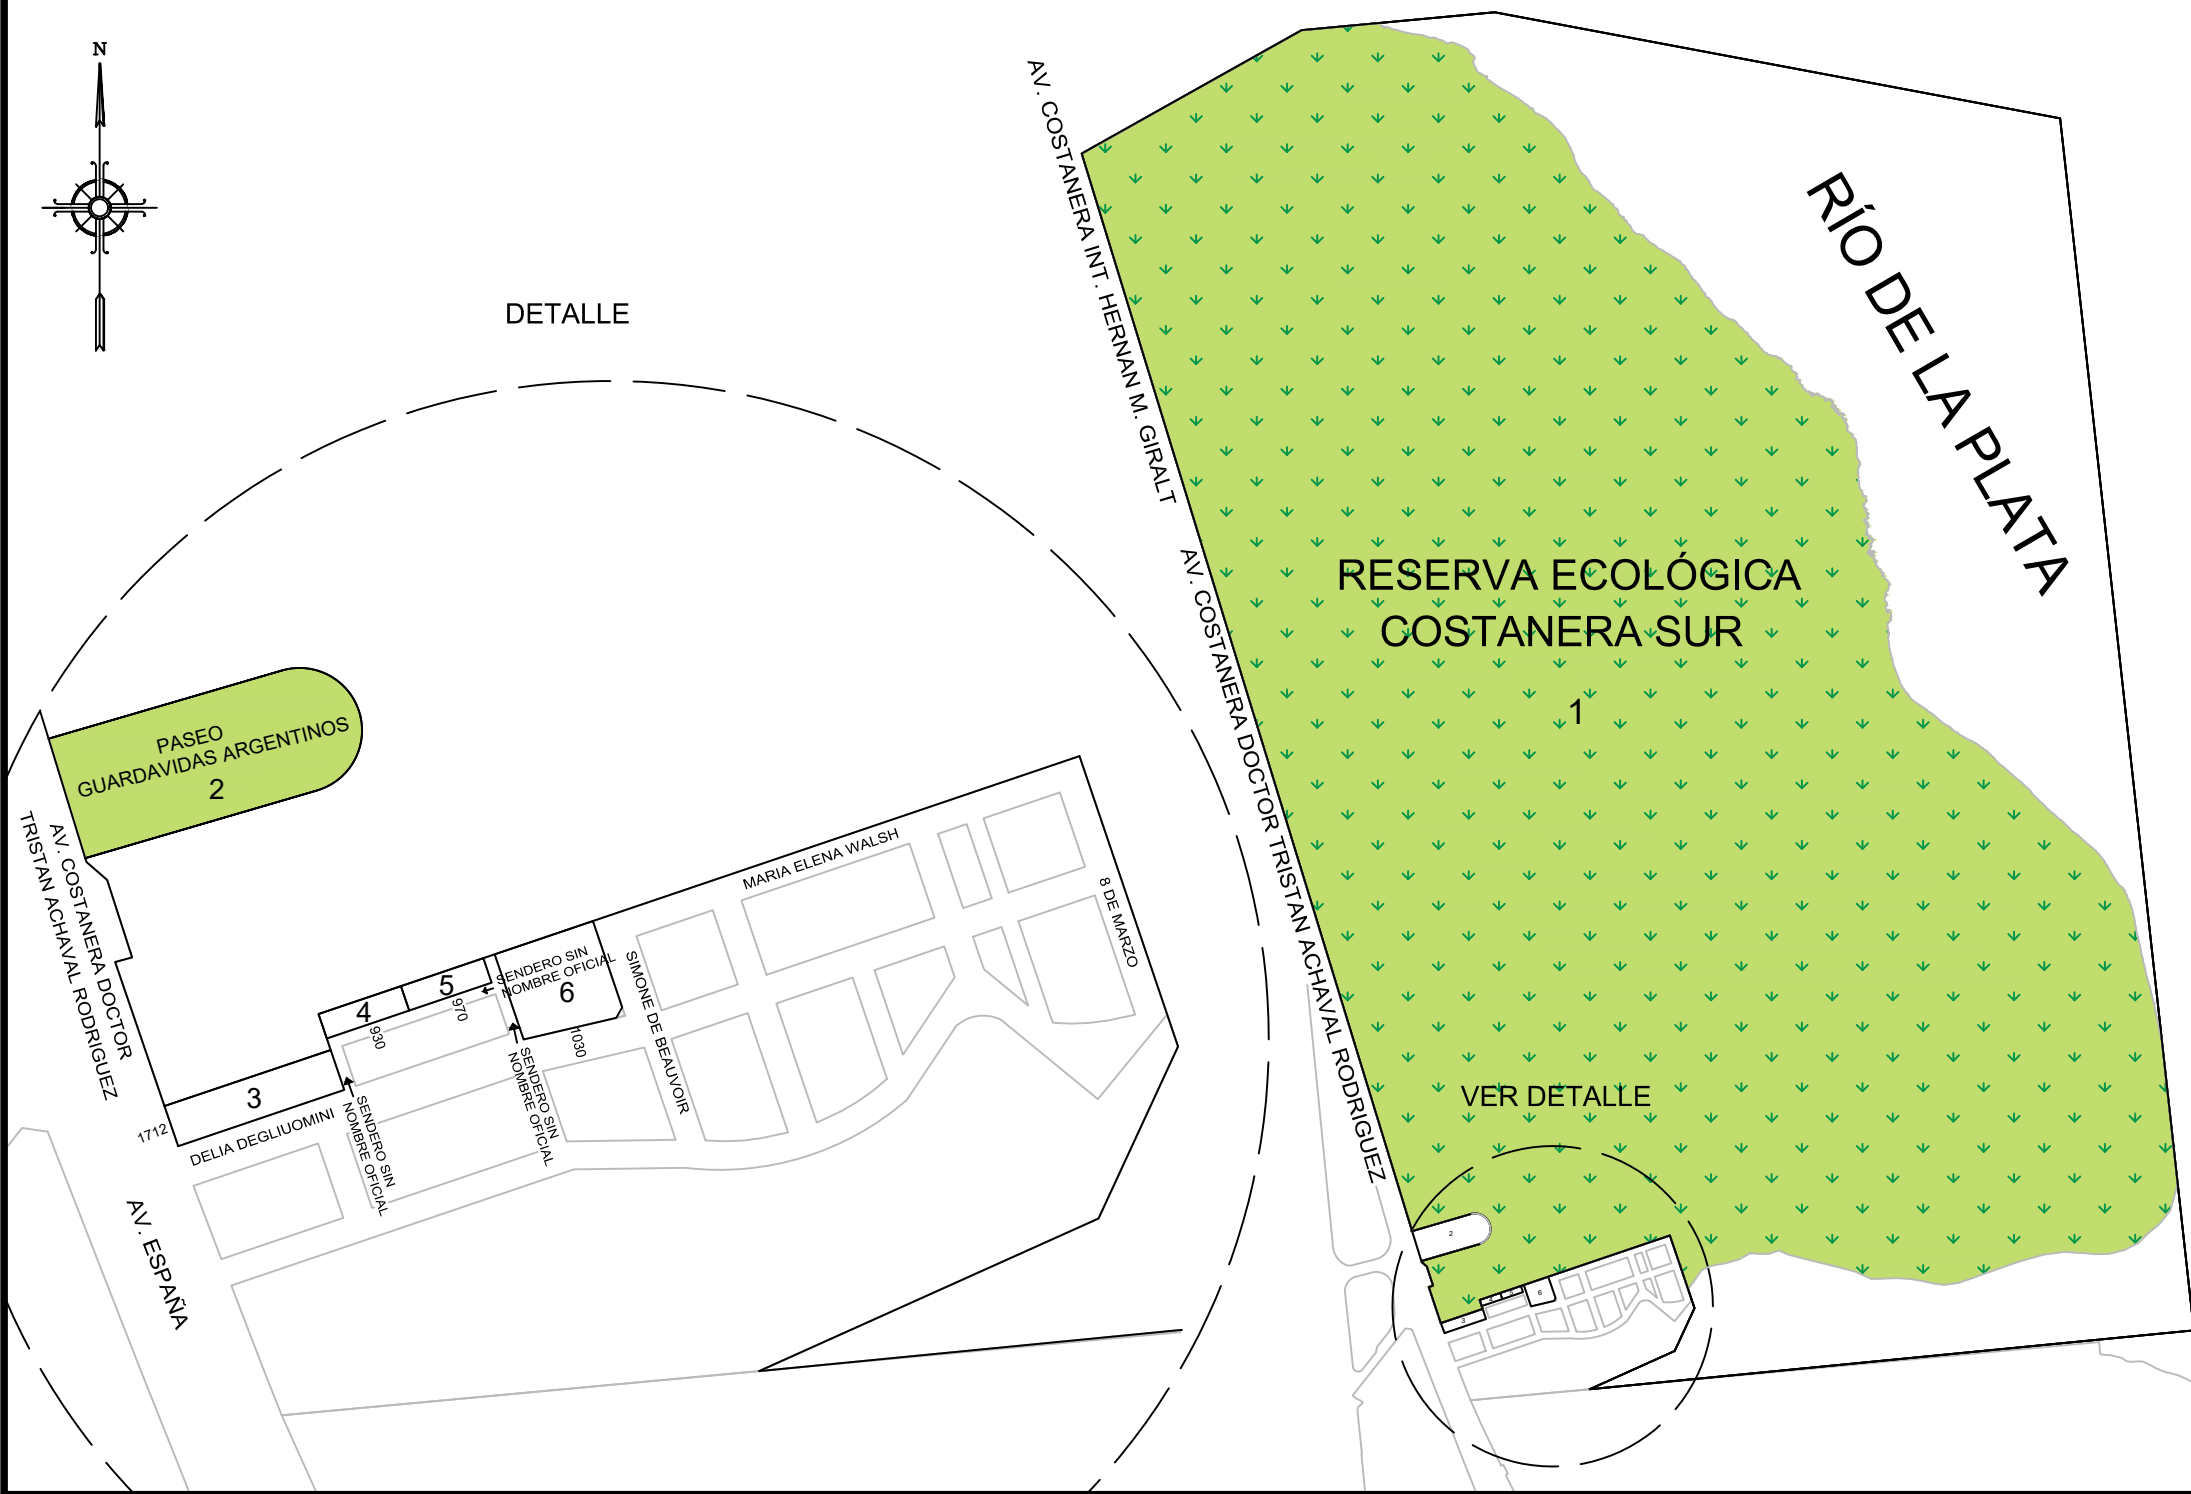 N
DETALLE
AV. COSTANERA INT. HERNAN M. GIRALT
RÍO DE LA PLATA
RESERVA ECOLÓGICA
COSTANERA SUR
1
AV. COSTANERA DOCTOR TRISTAN ACHAVAL RODRIGUEZ
VER DETALLE
2
3
6
PASEO
GUARDAVIDAS ARGENTINOS
2
AV. COSTANERA DOCTOR
TRISTAN ACHAVAL RODRIGUEZ
MARIA ELENA WALSH
8 DE MARZO
SENDERO SIN
NOMBRE OFICIAL
SIMONE DE BEAUVOIR
6
5
4
970
930
1030
3
1712
DELIA DEGLIUOMINI
SENDERO SIN
NOMBRE OFICIAL
SENDERO SIN
NOMBRE OFICIAL
AV. ESPAÑA